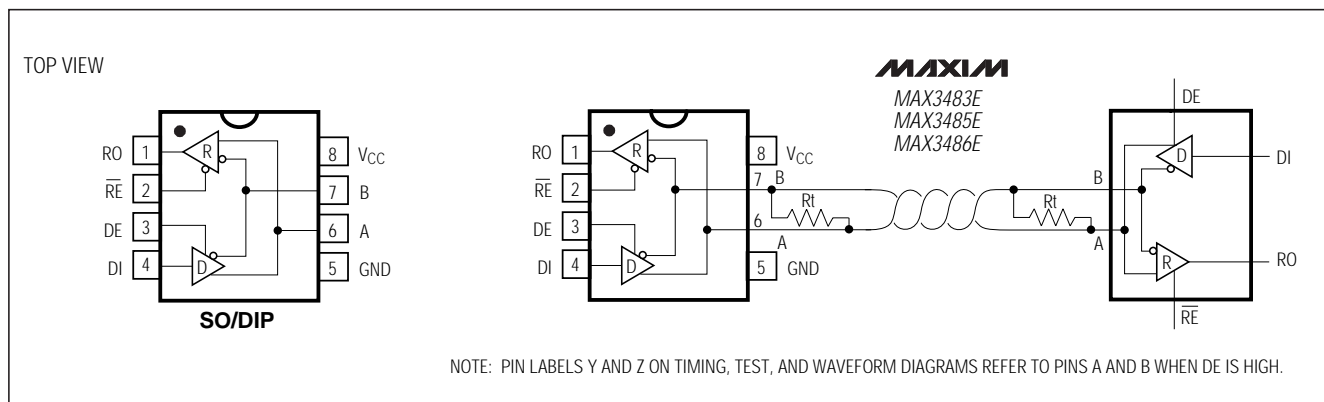 TOP VIEW
MAXIM
MAX3483E
MAX3485E
MAX3486E
RO 1
RE 2
DE 3
DI 4
R
D
8 VCC
7 B
6 A
5 GND
SO/DIP
RO 1
RE 2
DE 3
DI 4
R
D
8 VCC
7 B
6 A
5 GND
Rt
Rt
B
A
DE
D
DI
R
RO
RE
NOTE: PIN LABELS Y AND Z ON TIMING, TEST, AND WAVEFORM DIAGRAMS REFER TO PINS A AND B WHEN DE IS HIGH.